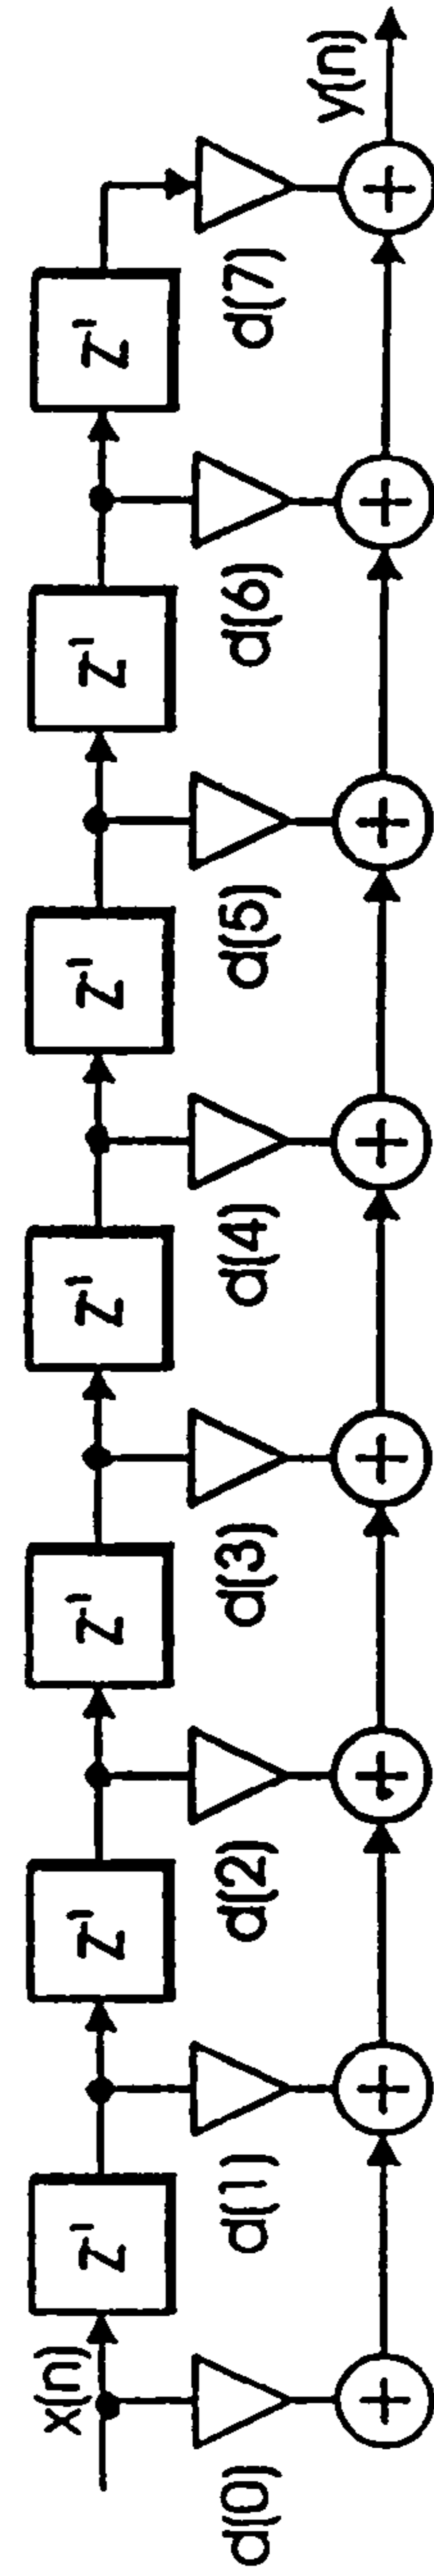 x(n)
Z⁻¹ Z⁻¹ Z⁻¹ Z⁻¹ Z⁻¹ Z⁻¹ Z⁻¹
d(0) d(1) d(2) d(3) d(4) d(5) d(6) d(7)
+ + + + + + + +
y(n)